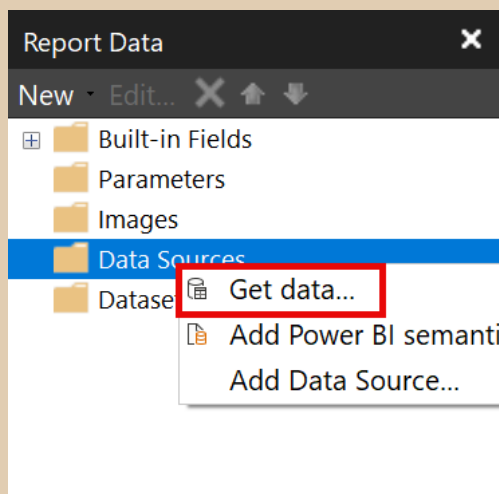 Report Data
New Edit...
Built-in Fields
Parameters
Images
Data Sources
Get data...
Add Power BI semanti
Add Data Source...